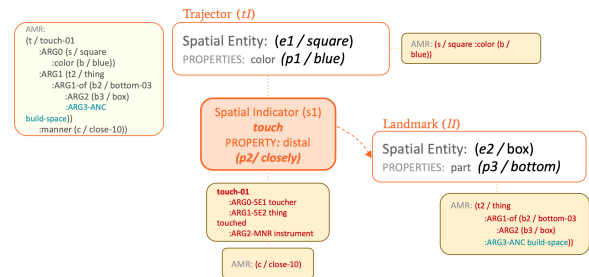 AMR:
(t / touch-01
:ARG0 (s / square
:color (b / blue))
:ARG1 (t2 / thing
:ARG1-of (b2 / bottom-03
:ARG2 (b3 / box)
:ARG3-ANC
build-space))
:manner (c / close-10))
Trajector (t1)
Spatial Entity: (e1 / square)
PROPERTIES: color (p1 / blue)
AMR: (s / square :color (b /
blue))
Spatial Indicator (s1)
touch
PROPERTY: distal
(p2/ closely)
Landmark (l1)
Spatial Entity: (e2 / box)
PROPERTIES: part (p3 / bottom)
touch-01
:ARG0-SE1 toucher
:ARG1-SE2 thing
touched
:ARG2-MNR instrument
AMR: (c / close-10)
AMR: (t2 / thing
:ARG1-of (b2 / bottom-03
:ARG2 (b3 / box)
:ARG3-ANC build-space))